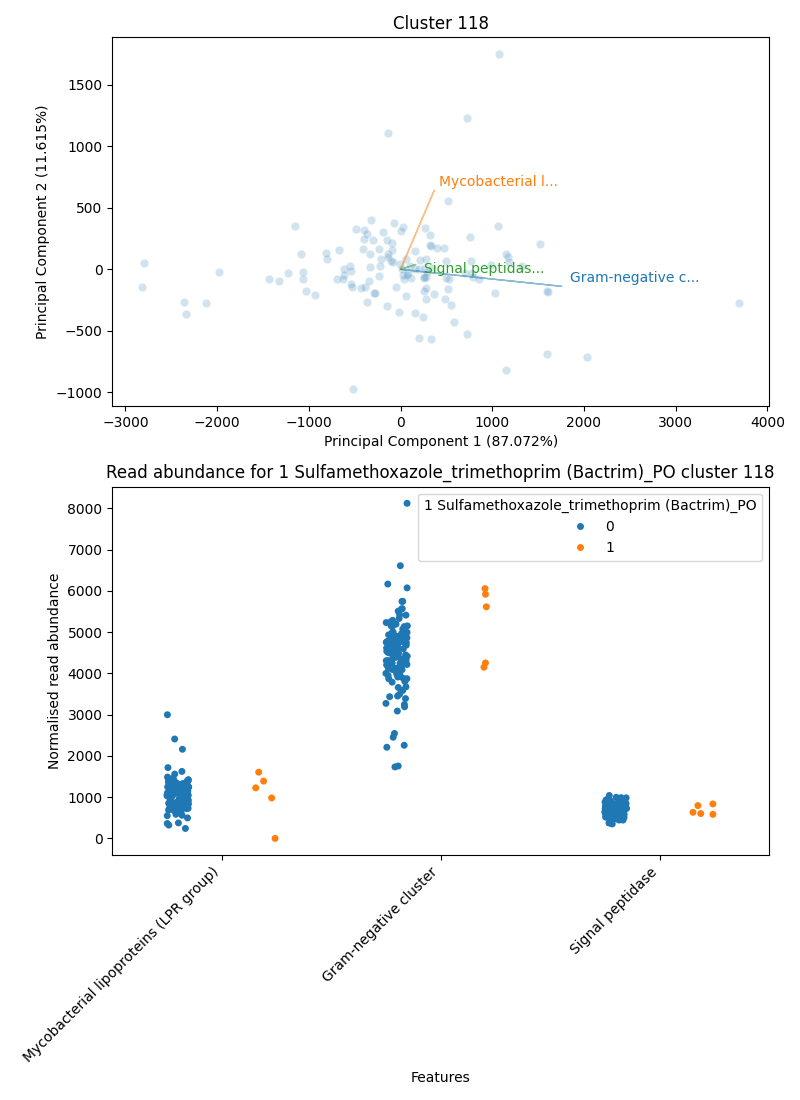 Cluster 118
Principal Component 2 (11.615%)
1500
1000
500
0
−500
−1000
Mycobacterial l...
Signal peptidas...
Gram-negative c...
−3000 −2000 −1000 0 1000 2000 3000 4000
Principal Component 1 (87.072%)
Read abundance for 1 Sulfamethoxazole_trimethoprim (Bactrim)_PO cluster 118
Normalised read abundance
8000
7000
6000
5000
4000
3000
2000
1000
0
1 Sulfamethoxazole_trimethoprim (Bactrim)_PO
0
1
Mycobacterial lipoproteins (LPR group)
Gram-negative cluster
Signal peptidase
Features